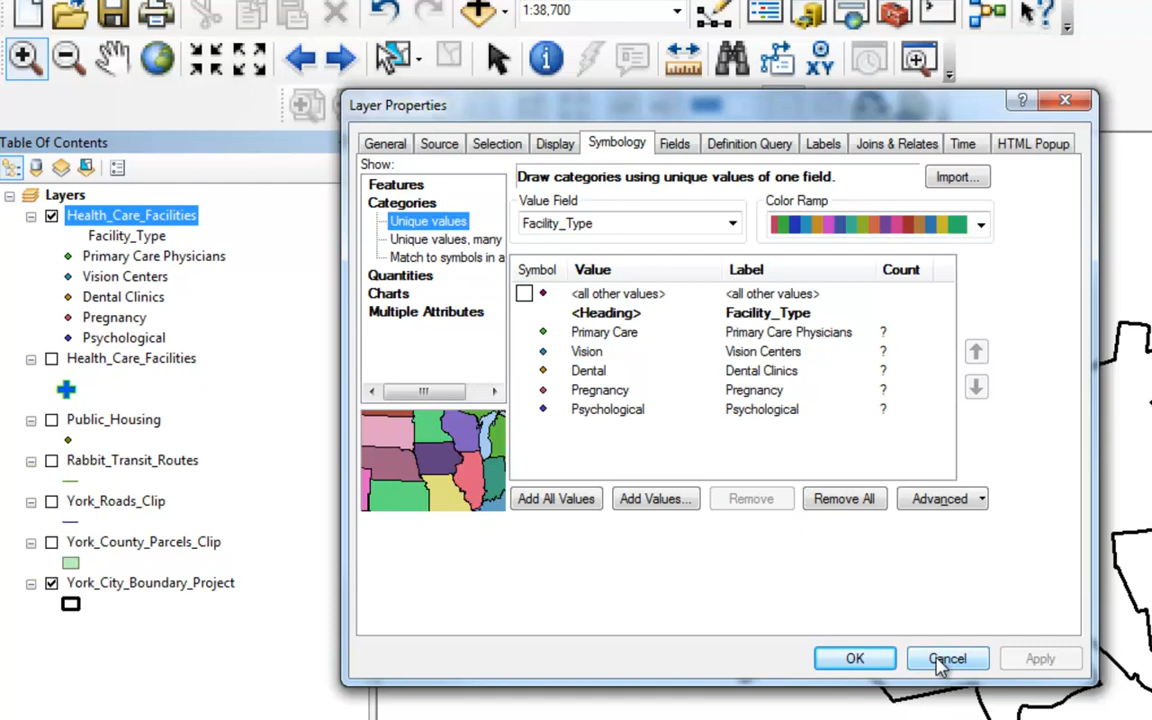 1:38,700
Table Of Contents
Layers
Health_Care_Facilities
Facility_Type
Primary Care Physicians
Vision Centers
Dental Clinics
Pregnancy
Psychological
Health_Care_Facilities
Public_Housing
Rabbit_Transit_Routes
York_Roads_Clip
York_County_Parcels_Clip
York_City_Boundary_Project
Layer Properties
General Source Selection Display Symbology Fields Definition Query Labels Joins & Relates Time HTML Popup
Show:
Features
Categories
Unique values
Unique values, many
Match to symbols in a
Quantities
Charts
Multiple Attributes
Draw categories using unique values of one field.
Import...
Value Field
Facility_Type
Color Ramp
Symbol Value Label Count
<all other values> <all other values>
<Heading> Facility_Type
Primary Care Primary Care Physicians ?
Vision Vision Centers ?
Dental Dental Clinics ?
Pregnancy Pregnancy ?
Psychological Psychological ?
Add All Values Add Values... Remove Remove All Advanced
OK Cancel Apply